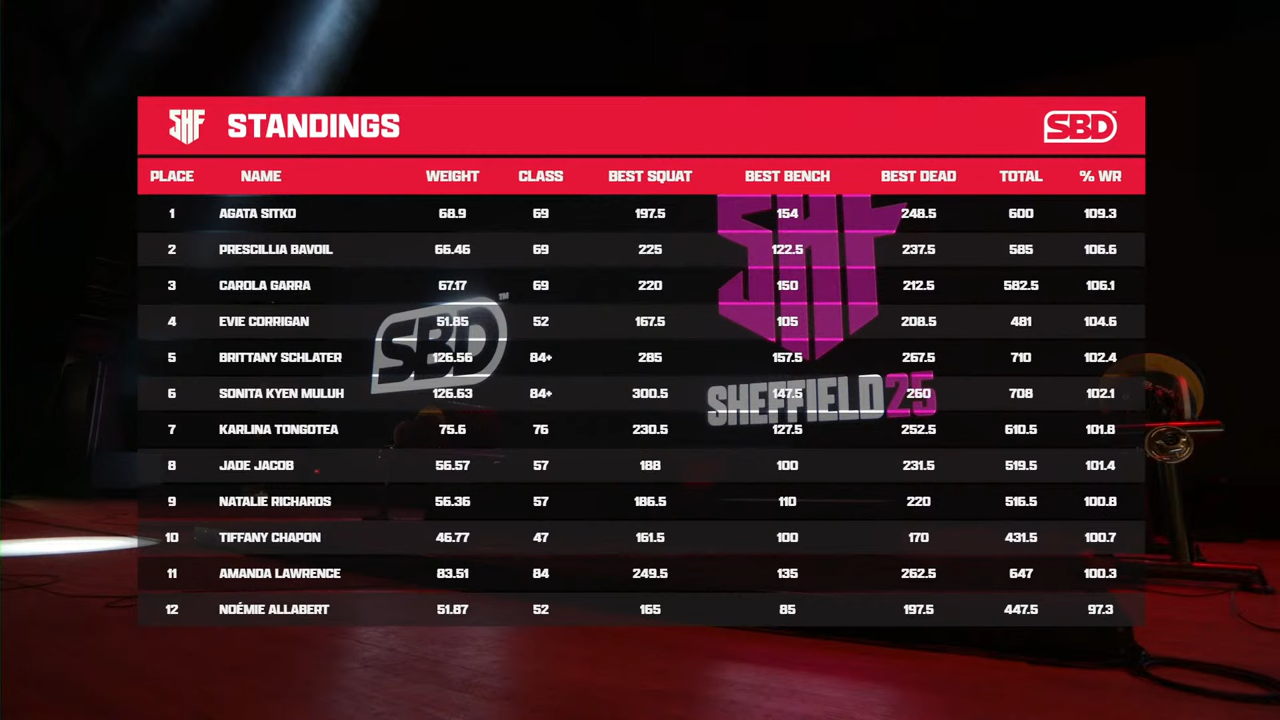 SHF STANDINGS SBD™
PLACE NAME WEIGHT CLASS BEST SQUAT BEST BENCH BEST DEAD TOTAL % WR
1 AGATA SITKO 68.9 69 197.5 154 248.5 600 109.3
2 PRESCILLIA BAVOIL 66.46 69 225 122.5 237.5 585 106.6
3 CAROLA GARRA 67.17 69 220 150 212.5 582.5 106.1
4 EVIE CORRIGAN 51.85 52 167.5 105 208.5 481 104.6
5 BRITTANY SCHLATER 126.56 84+ 285 157.5 267.5 710 102.4
6 SONITA KYEN MULUH 126.63 84+ 300.5 147.5 260 708 102.1
7 KARLINA TONGOTEA 75.6 76 230.5 127.5 252.5 610.5 101.8
8 JADE JACOB 56.57 57 188 100 231.5 519.5 101.4
9 NATALIE RICHARDS 56.36 57 186.5 110 220 516.5 100.8
10 TIFFANY CHAPON 46.77 47 161.5 100 170 431.5 100.7
11 AMANDA LAWRENCE 83.51 84 249.5 135 262.5 647 100.3
12 NOÉMIE ALLABERT 51.87 52 165 85 197.5 447.5 97.3
SBD™
SHF
SHEFFIELD25